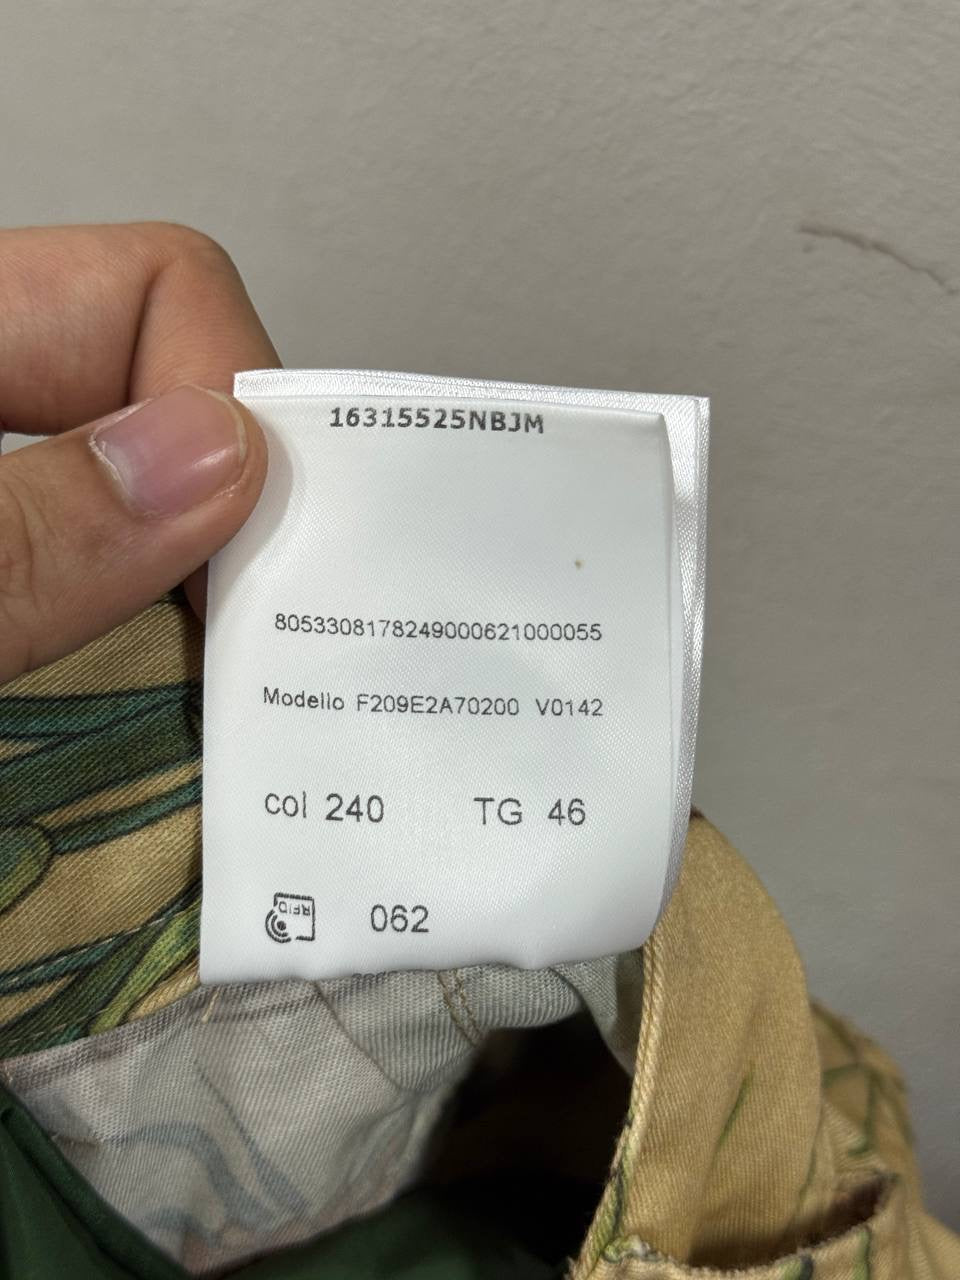 16315525NBJM
8053308178249000621000055
Modello F209E2A70200 V0142
col 240 TG 46
RFID 062